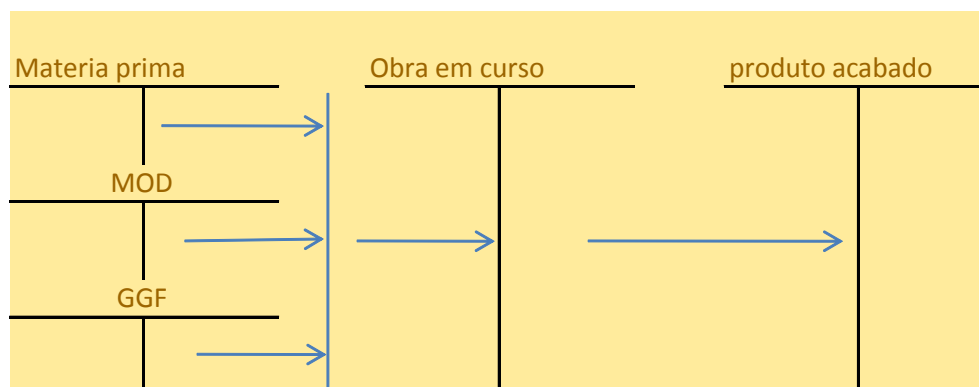 Materia prima
Obra em curso
produto acabado
MOD
GGF